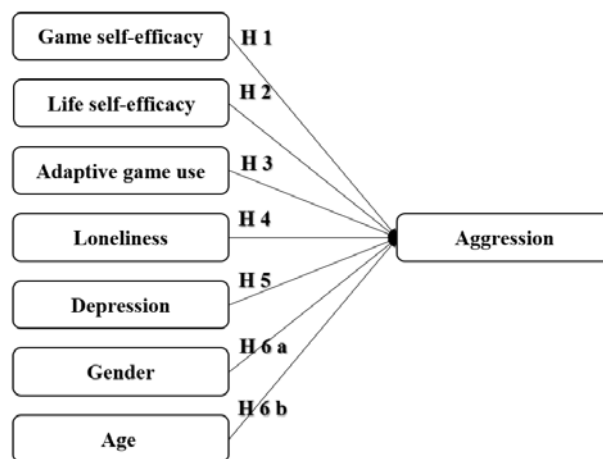 Game self-efficacy
H 1
Life self-efficacy
H 2
Adaptive game use
H 3
Loneliness
H 4
Aggression
Depression
H 5
Gender
H 6 a
Age
H 6 b